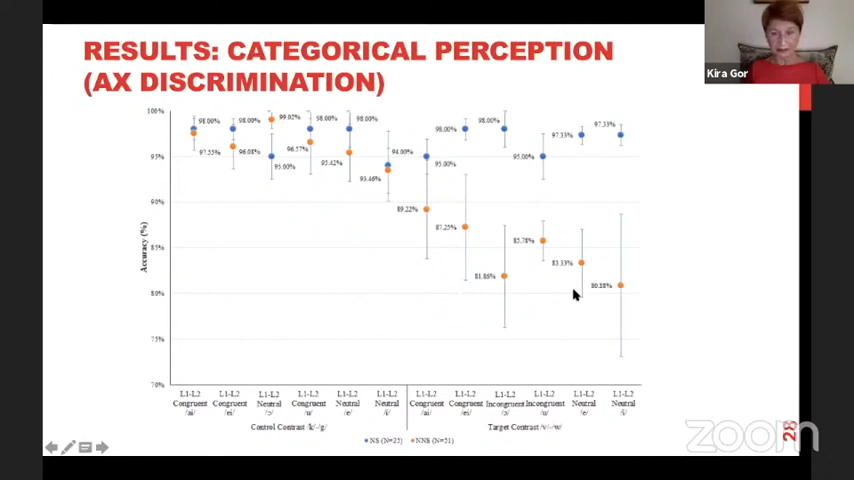 RESULTS: CATEGORICAL PERCEPTION
(AX DISCRIMINATION)
Kira Gor
100%
95%
90%
85%
80%
75%
70%
Accuracy (%)
98.00% 98.00% 99.02% 98.00% 98.00% 94.00% 95.00% 98.00% 98.00% 95.00% 97.33% 97.33%
97.55% 96.08% 95.00% 96.57% 95.42% 93.46% 89.22% 87.25% 81.86% 85.78% 83.33% 80.88%
L1-L2 L1-L2 L1-L2 L1-L2 L1-L2 L1-L2 L1-L2 L1-L2 L1-L2 L1-L2 L1-L2 L1-L2
Congruent Congruent Neutral Congruent Neutral Neutral Congruent Congruent Incongruent Incongruent Neutral Neutral
/ai/ /ei/ /ɔ/ /u/ /e/ /i/ /ai/ /ei/ /ɔ/ /u/ /e/ /i/
Control Contrast /k/-/g/ Target Contrast /v/-/w/
NS (N=25) NNS (N=51)
28
zoom